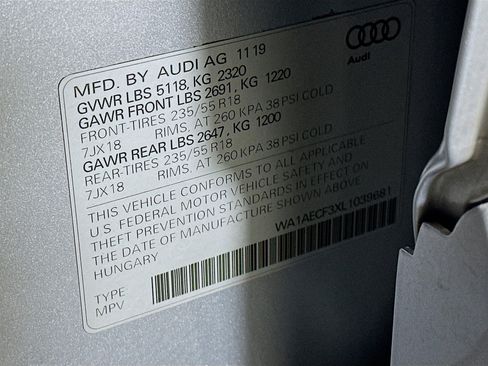 MFD. BY AUDI AG 11 19
GVWR LBS 5118, KG 2320
GAWR FRONT LBS 2691, KG 1220
FRONT-TIRES 235/55 R18
7JX18 RIMS, AT 260 KPA 38 PSI COLD
GAWR REAR LBS 2647, KG 1200
REAR-TIRES 235/55 R18
7JX18 RIMS, AT 260 KPA 38 PSI COLD
THIS VEHICLE CONFORMS TO ALL APPLICABLE
U.S. FEDERAL MOTOR VEHICLE SAFETY AND
THEFT PREVENTION STANDARDS IN EFFECT ON
THE DATE OF MANUFACTURE SHOWN ABOVE
HUNGARY
WA1AECF3XL1039681
TYPE
MPV
Audi